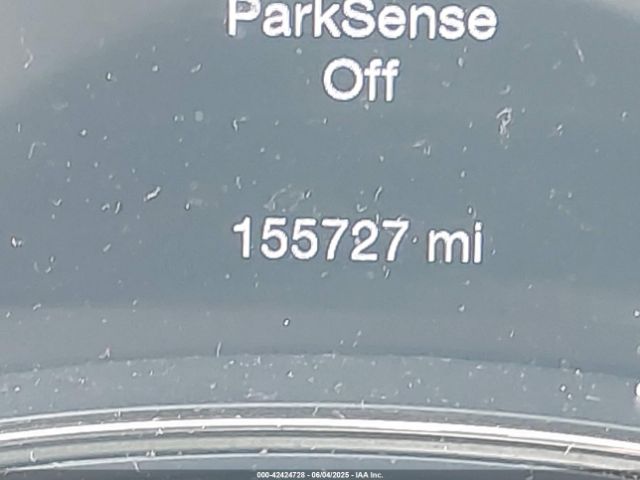 ParkSense
Off
155727 mi
000-42424728 - 06/04/2025 - IAA Inc.